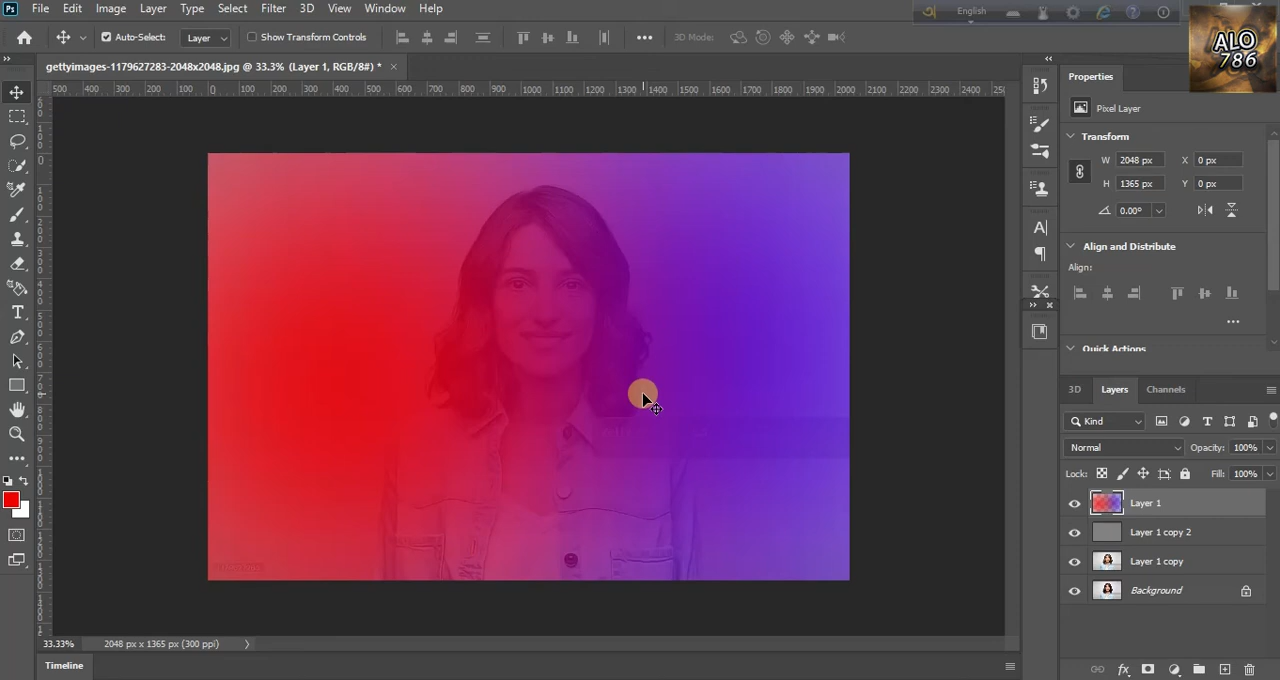 Ps File Edit Image Layer Type Select Filter 3D View Window Help
English
ALO
786
Auto-Select: Layer Show Transform Controls 3D Mode:
gettyimages-1179627283-2048x2048.jpg @ 33.3% (Layer 1, RGB/8#) *
500 400 300 200 100 0 100 200 300 400 500 600 700 800 900 1000 1100 1200 1300 1400 1500 1600 1700 1800 1900 2000 2100 2200 2300 2400
Properties
Pixel Layer
Transform
W 2048 px X 0 px
H 1365 px Y 0 px
0.00°
Align and Distribute
Align:
Quick Actions
3D Layers Channels
Kind
Normal Opacity: 100%
Lock: Fill: 100%
Layer 1
Layer 1 copy 2
Layer 1 copy
Background
33.33% 2048 px x 1365 px (300 ppi)
Timeline